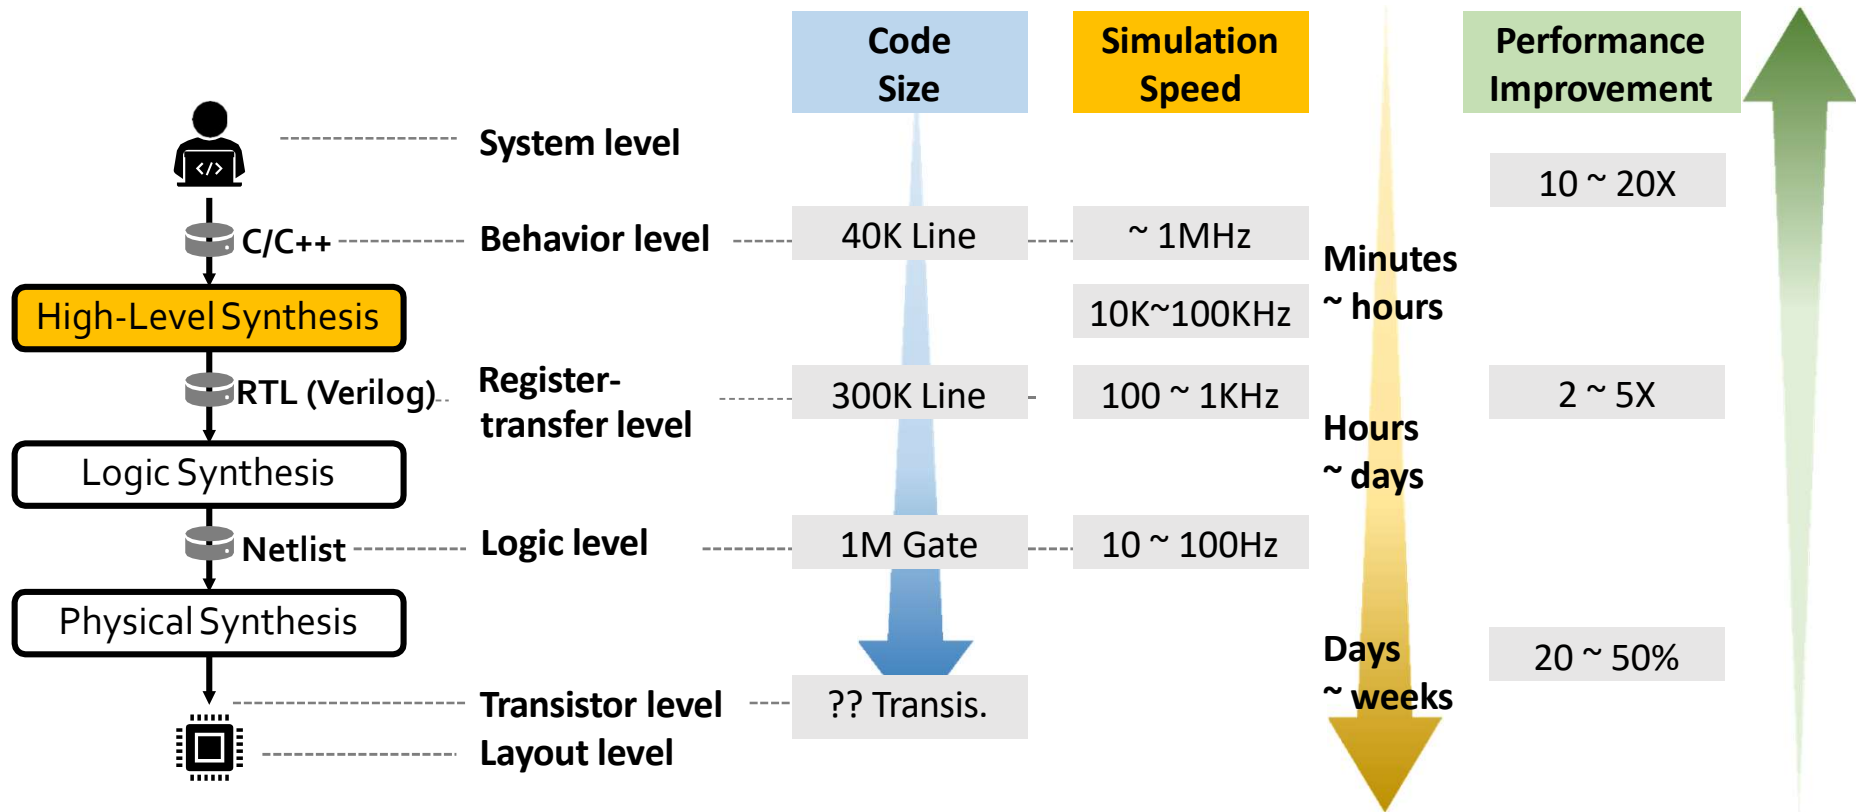 Code
Size
Simulation
Speed
Performance
Improvement
</>
System level
10 ~ 20X
C/C++
Behavior level
40K Line
~ 1MHz
Minutes
~ hours
High-Level Synthesis
10K~100KHz
RTL (Verilog)
Register-
transfer level
300K Line
100 ~ 1KHz
2 ~ 5X
Hours
~ days
Logic Synthesis
Netlist
Logic level
1M Gate
10 ~ 100Hz
Physical Synthesis
Days
~ weeks
20 ~ 50%
Transistor level
?? Transis.
Layout level